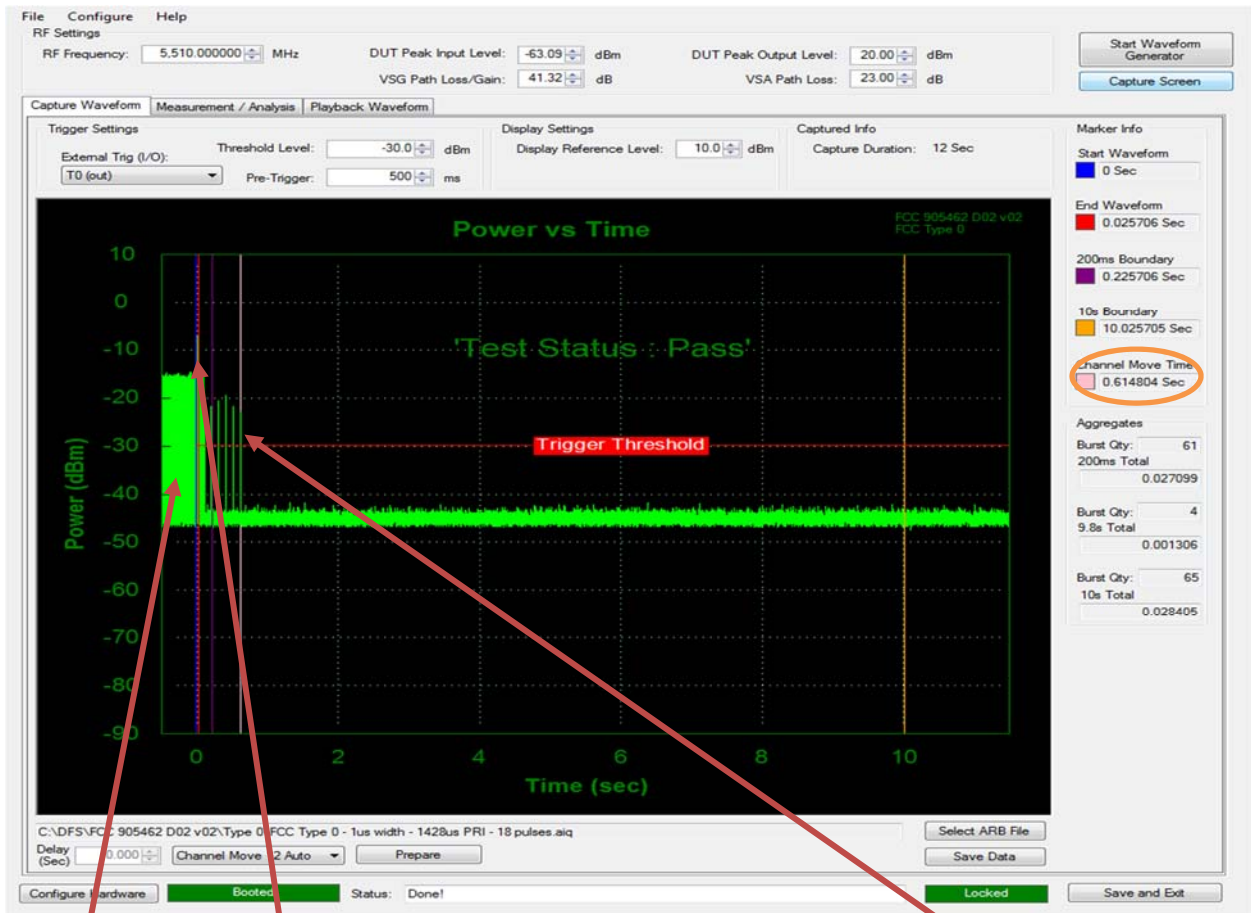 File Configure Help
RF Settings
RF Frequency: 5,510.000000 MHz DUT Peak Input Level: -63.09 dBm DUT Peak Output Level: 20.00 dBm
VSG Path Loss/Gain: 41.32 dB VSA Path Loss: 23.00 dB
Start Waveform Generator
Capture Screen
Capture Waveform Measurement / Analysis Playback Waveform
Trigger Settings
External Trig (I/O):
T0 (out)
Threshold Level: -30.0 dBm
Pre-Trigger: 500 ms
Display Settings
Display Reference Level: 10.0 dBm
Captured Info
Capture Duration: 12 Sec
Marker Info
Start Waveform
0 Sec
End Waveform
0.025706 Sec
200ms Boundary
0.225706 Sec
10s Boundary
10.025705 Sec
Channel Move Time
0.614804 Sec
Aggregates
Burst Qty: 61
200ms Total
0.027099
Burst Qty: 4
9.8s Total
0.001306
Burst Qty: 65
10s Total
0.028405
Power vs Time
FCC 905462 D02 v02
FCC Type 0
'Test Status : Pass'
Trigger Threshold
Power (dBm)
10
0
-10
-20
-30
-40
-50
-60
-70
-80
-90
0 2 4 6 8 10
Time (sec)
C:\DFS\FCC 905462 D02 v02\Type 0\FCC Type 0 - 1us width - 1428us PRI - 18 pulses.aiq
Select ARB File
Delay (Sec) 0.000 Channel Move 2 Auto Prepare Save Data
Configure Hardware Booted Status: Done! Locked Save and Exit